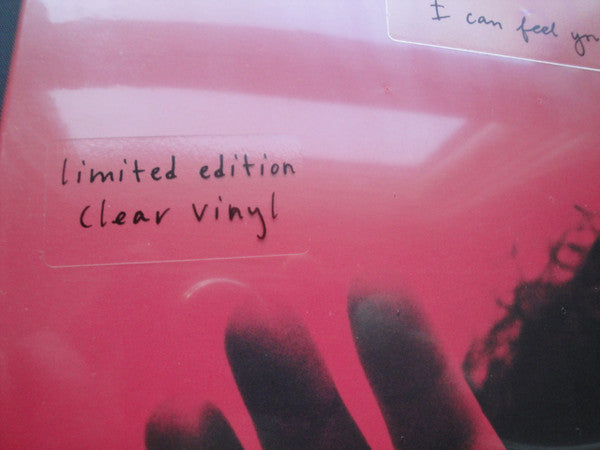 I can feel
limited edition
clear vinyl